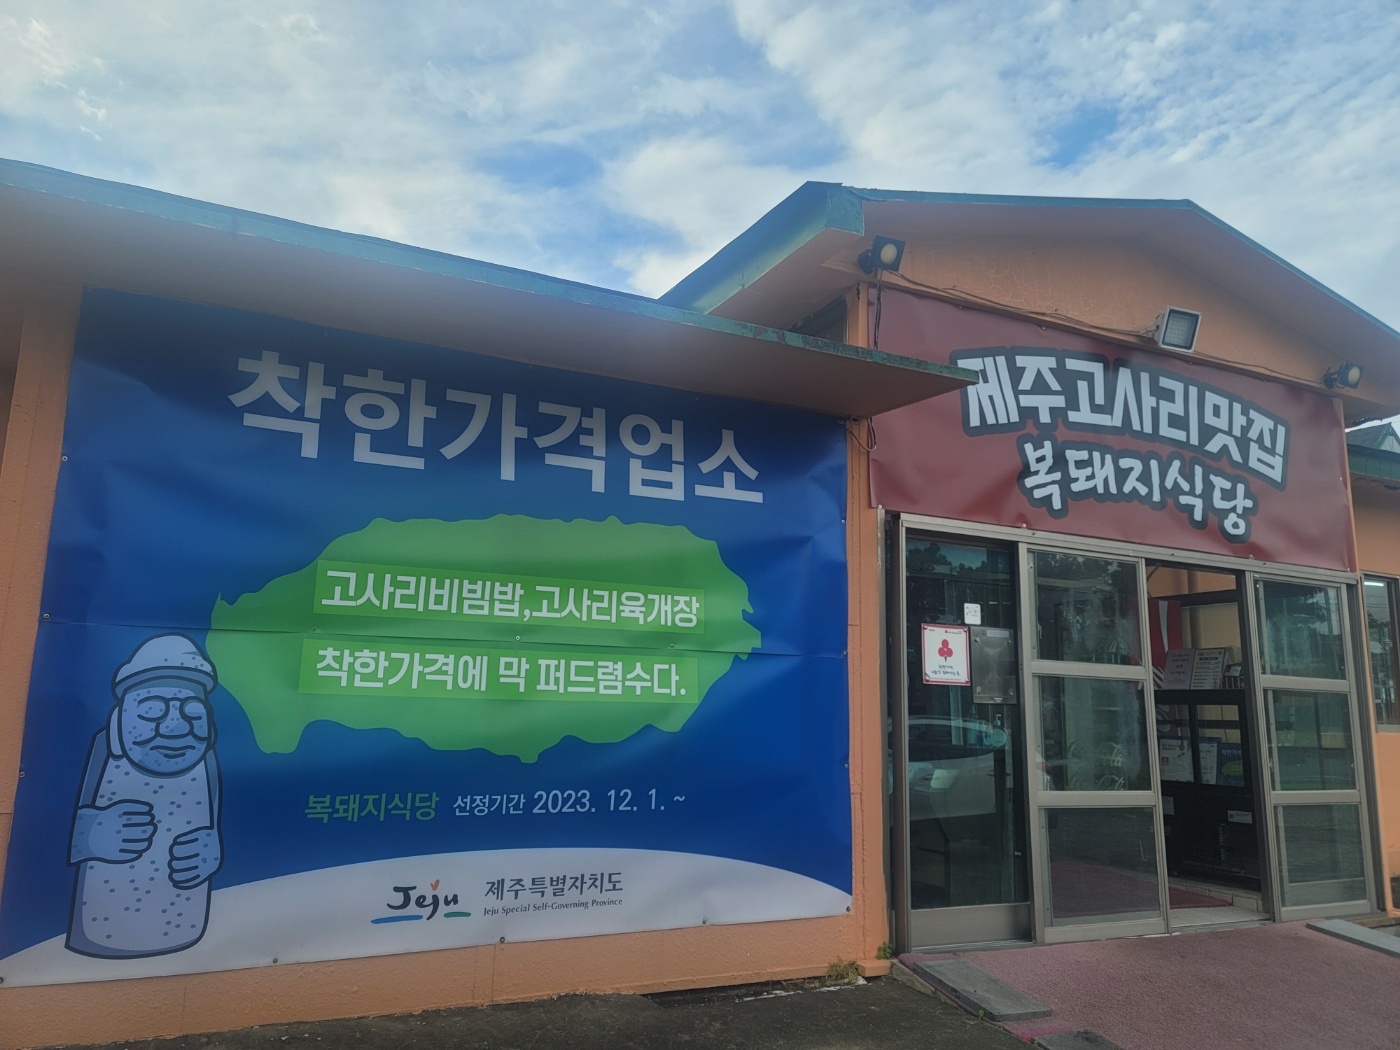 착한가격업소
고사리비빔밥,고사리육개장
착한가격에 막 퍼드렴수다.
복돼지식당 선정기간 2023. 12. 1. ~
Jeju 제주특별자치도
Jeju Special Self-Governing Province
제주고사리맛집
복돼지식당